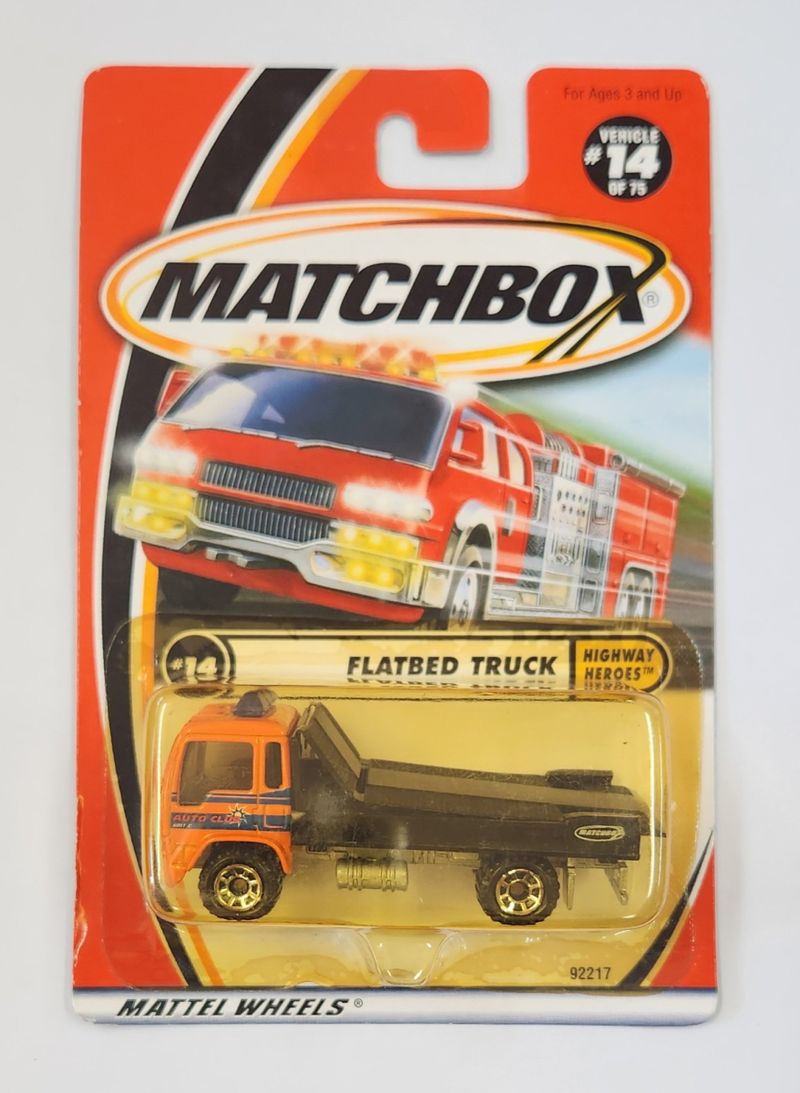 For Ages 3 and Up
VEHICLE
#14
OF 75
MATCHBOX®
#14
FLATBED TRUCK
HIGHWAY
HEROES™
AUTO CLUB
MATCHBOX
92217
MATTEL WHEELS®